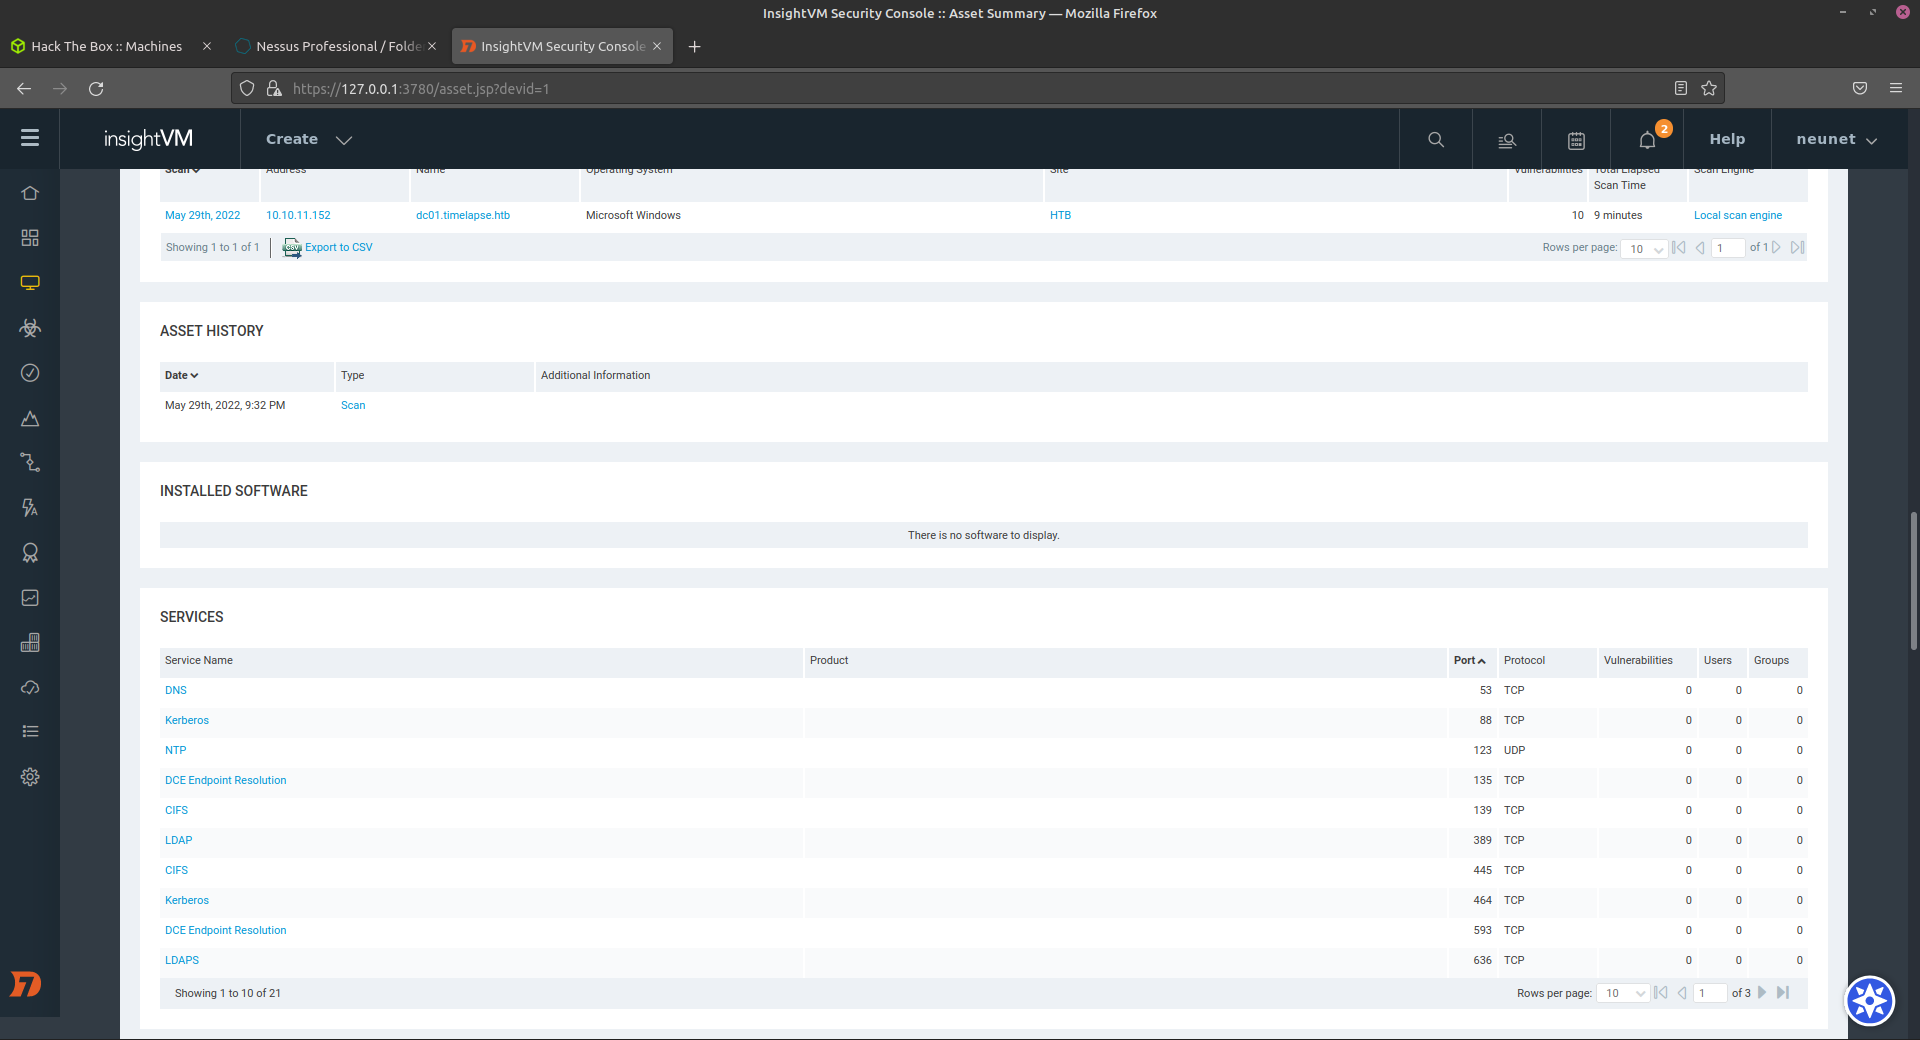 InsightVM Security Console :: Asset Summary — Mozilla Firefox
Hack The Box :: Machines
Nessus Professional / Folde
InsightVM Security Console
https://127.0.0.1:3780/asset.jsp?devid=1
insightVM
Create
2
Help
neunet
Scan Address Name Operating System Site Vulnerabilities Total Elapsed Scan Engine
Scan Time
May 29th, 2022 10.10.11.152 dc01.timelapse.htb Microsoft Windows HTB 10 9 minutes Local scan engine
Showing 1 to 1 of 1 CSV Export to CSV Rows per page: 10 1 of 1
ASSET HISTORY
Date Type Additional Information
May 29th, 2022, 9:32 PM Scan
INSTALLED SOFTWARE
There is no software to display.
SERVICES
Service Name Product Port Protocol Vulnerabilities Users Groups
DNS 53 TCP 0 0 0
Kerberos 88 TCP 0 0 0
NTP 123 UDP 0 0 0
DCE Endpoint Resolution 135 TCP 0 0 0
CIFS 139 TCP 0 0 0
LDAP 389 TCP 0 0 0
CIFS 445 TCP 0 0 0
Kerberos 464 TCP 0 0 0
DCE Endpoint Resolution 593 TCP 0 0 0
LDAPS 636 TCP 0 0 0
Showing 1 to 10 of 21 Rows per page: 10 1 of 3